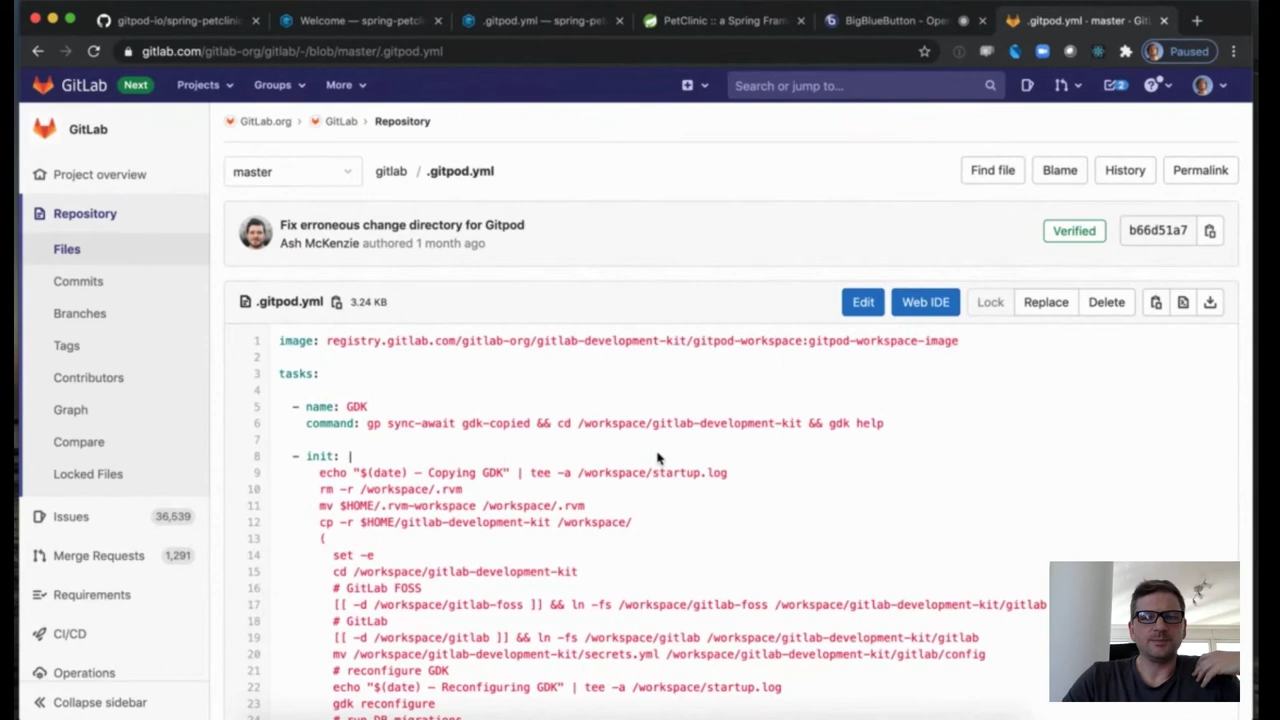 gitpod-io/spring-petclinic
Welcome — spring-petcl
.gitpod.yml — spring-pet
PetClinic :: a Spring Fram
BigBlueButton - Open
.gitpod.yml · master · GitL
gitlab.com/gitlab-org/gitlab/-/blob/master/.gitpod.yml
Paused
GitLab
Next
Projects
Groups
More
Search or jump to...
2
GitLab
Project overview
Repository
Files
Commits
Branches
Tags
Contributors
Graph
Compare
Locked Files
Issues
36,539
Merge Requests
1,291
Requirements
CI/CD
Operations
Collapse sidebar
GitLab.org › GitLab › Repository
master
gitlab / .gitpod.yml
Find file
Blame
History
Permalink
Fix erroneous change directory for Gitpod
Ash McKenzie authored 1 month ago
Verified
b66d51a7
.gitpod.yml
3.24 KB
Edit
Web IDE
Lock
Replace
Delete
1 image: registry.gitlab.com/gitlab-org/gitlab-development-kit/gitpod-workspace:gitpod-workspace-image
2
3 tasks:
4
5 - name: GDK
6 command: gp sync-await gdk-copied && cd /workspace/gitlab-development-kit && gdk help
7
8 - init: |
9 echo "$(date) – Copying GDK" | tee -a /workspace/startup.log
10 rm -r /workspace/.rvm
11 mv $HOME/.rvm-workspace /workspace/.rvm
12 cp -r $HOME/gitlab-development-kit /workspace/
13 (
14 set -e
15 cd /workspace/gitlab-development-kit
16 # GitLab FOSS
17 [[ -d /workspace/gitlab-foss ]] && ln -fs /workspace/gitlab-foss /workspace/gitlab-development-kit/gitlab
18 # GitLab
19 [[ -d /workspace/gitlab ]] && ln -fs /workspace/gitlab /workspace/gitlab-development-kit/gitlab
20 mv /workspace/gitlab-development-kit/secrets.yml /workspace/gitlab-development-kit/gitlab/config
21 # reconfigure GDK
22 echo "$(date) – Reconfiguring GDK" | tee -a /workspace/startup.log
23 gdk reconfigure
24 # run DB migrations